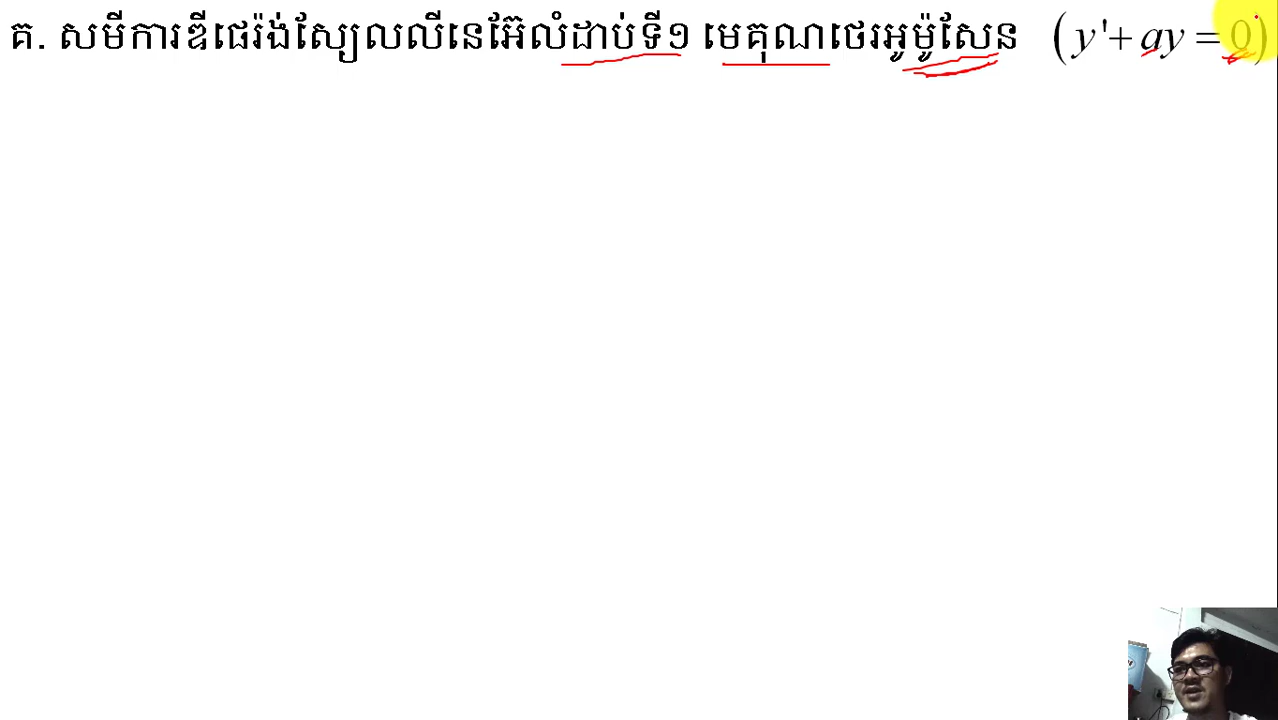 គ. សមីការឌីផេរ៉ង់ស្យែលលីនេអ៊ែលំដាប់ទី១ មេគុណថេរអូម៉ូសែន (y'+ ay = 0)